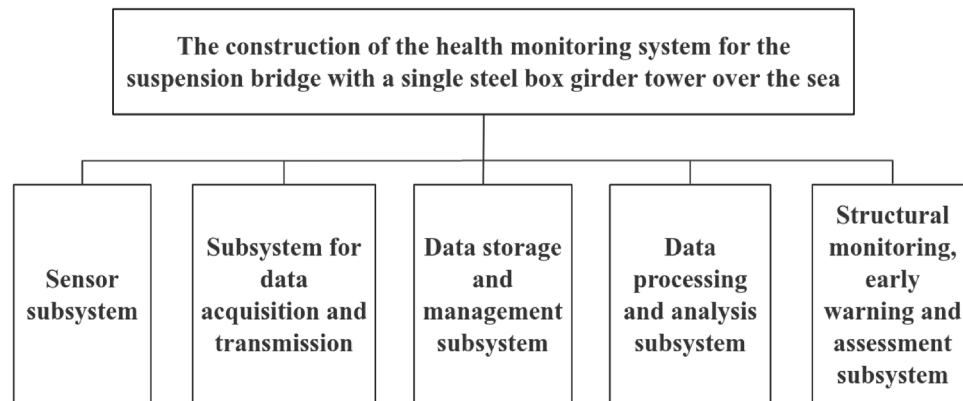 The construction of the health monitoring system for the
suspension bridge with a single steel box girder tower over the sea
Sensor
subsystem
Subsystem for
data
acquisition and
transmission
Data storage
and
management
subsystem
Data
processing
and analysis
subsystem
Structural
monitoring,
early
warning and
assessment
subsystem